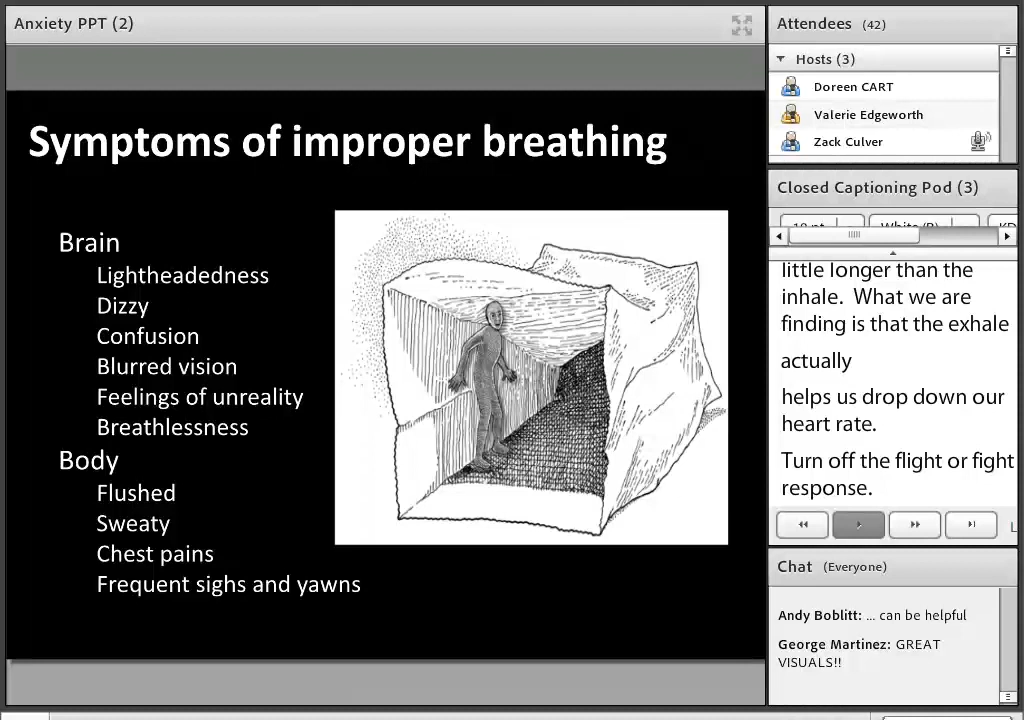 Anxiety PPT (2)
Symptoms of improper breathing
Brain
Lightheadedness
Dizzy
Confusion
Blurred vision
Feelings of unreality
Breathlessness
Body
Flushed
Sweaty
Chest pains
Frequent sighs and yawns
Attendees (42)
Hosts (3)
Doreen CART
Valerie Edgeworth
Zack Culver
Closed Captioning Pod (3)
little longer than the
inhale. What we are
finding is that the exhale
actually
helps us drop down our
heart rate.
Turn off the flight or fight
response.
Chat (Everyone)
Andy Boblitt: ... can be helpful
George Martinez: GREAT
VISUALS!!